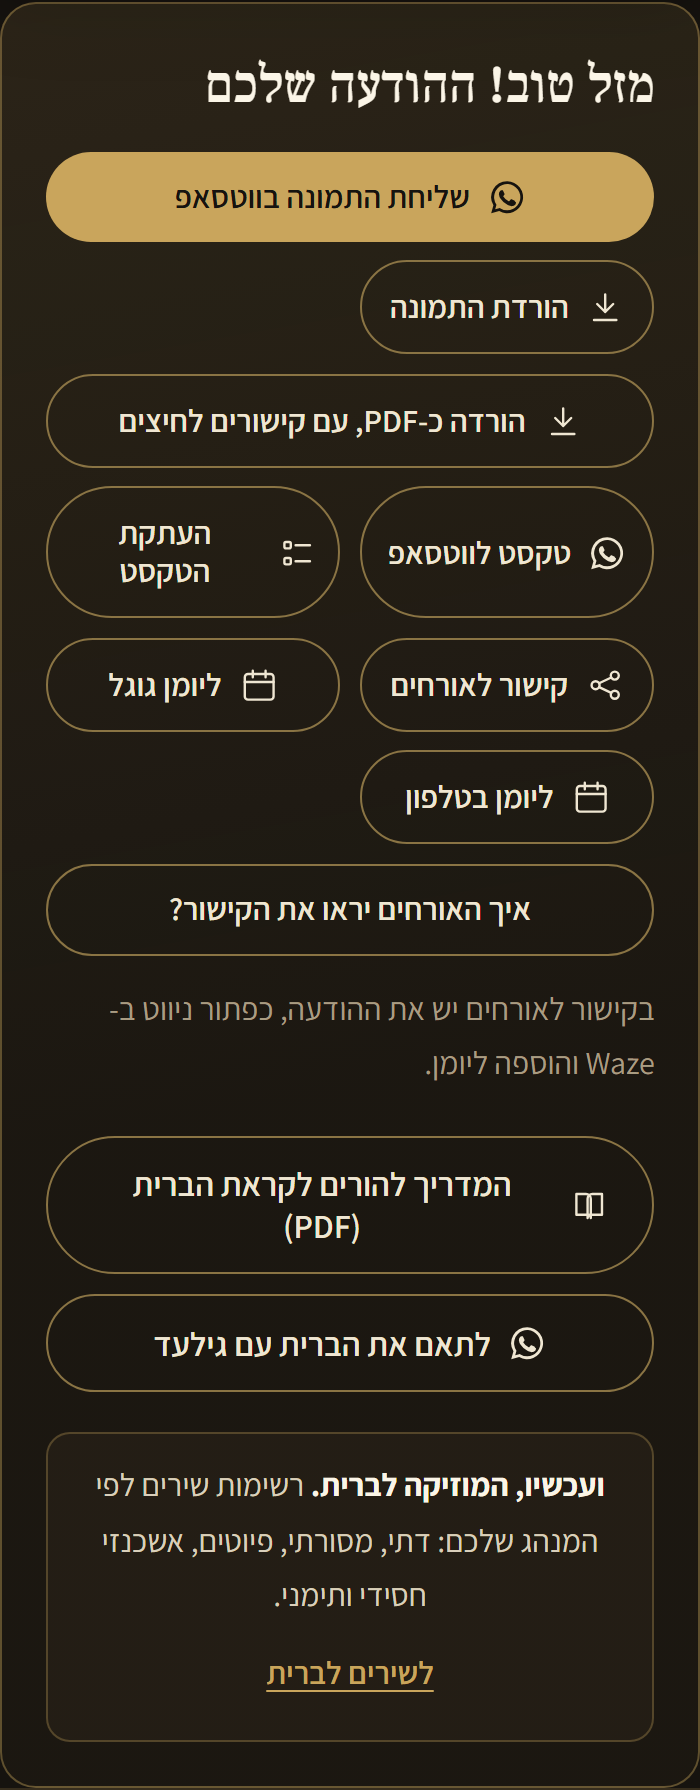 מזל טוב! ההודעה שלכם
שליחת התמונה בווטסאפ
הורדת התמונה
הורדה כ-PDF, עם קישורים לחיצים
טקסט לווטסאפ
העתקת
הטקסט
קישור לאורחים
ליומן גוגל
ליומן בטלפון
איך האורחים יראו את הקישור?
בקישור לאורחים יש את ההודעה, כפתור ניווט ב-
Waze והוספה ליומן.
המדריך להורים לקראת הברית
(PDF)
לתאם את הברית עם גילעד
ועכשיו, המוזיקה לברית. רשימות שירים לפי
המנהג שלכם: דתי, מסורתי, פיוטים, אשכנזי
חסידי ותימני.
לשירים לברית